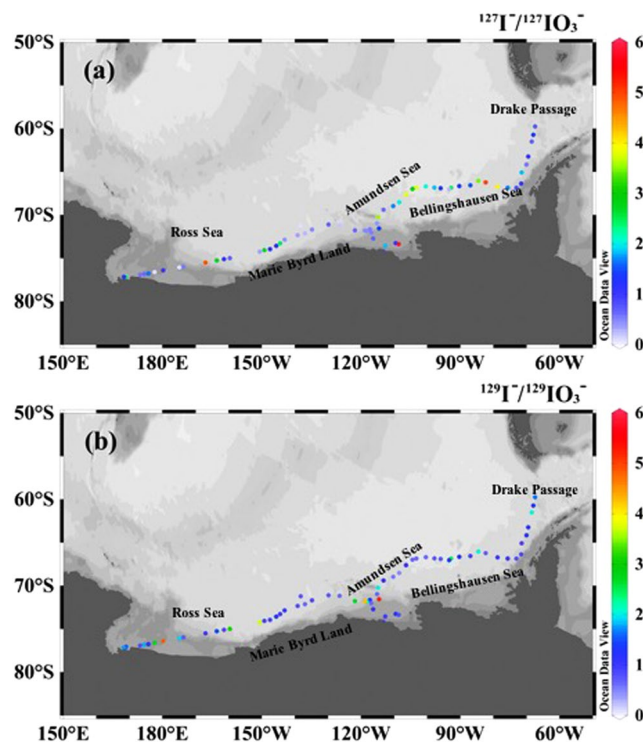 ¹²⁷I⁻/¹²⁷IO₃⁻
50°S
(a)
6
Drake Passage
5
60°S
4
Amundsen Sea
3
70°S
Ross Sea
Bellingshausen Sea
2
Marie Byrd Land
1
80°S
0
Ocean Data View
150°E 180°E 150°W 120°W 90°W 60°W
¹²⁹I⁻/¹²⁹IO₃⁻
50°S
(b)
6
Drake Passage
5
60°S
4
Amundsen Sea
3
70°S
Ross Sea
Bellingshausen Sea
2
Marie Byrd Land
1
80°S
0
Ocean Data View
150°E 180°E 150°W 120°W 90°W 60°W